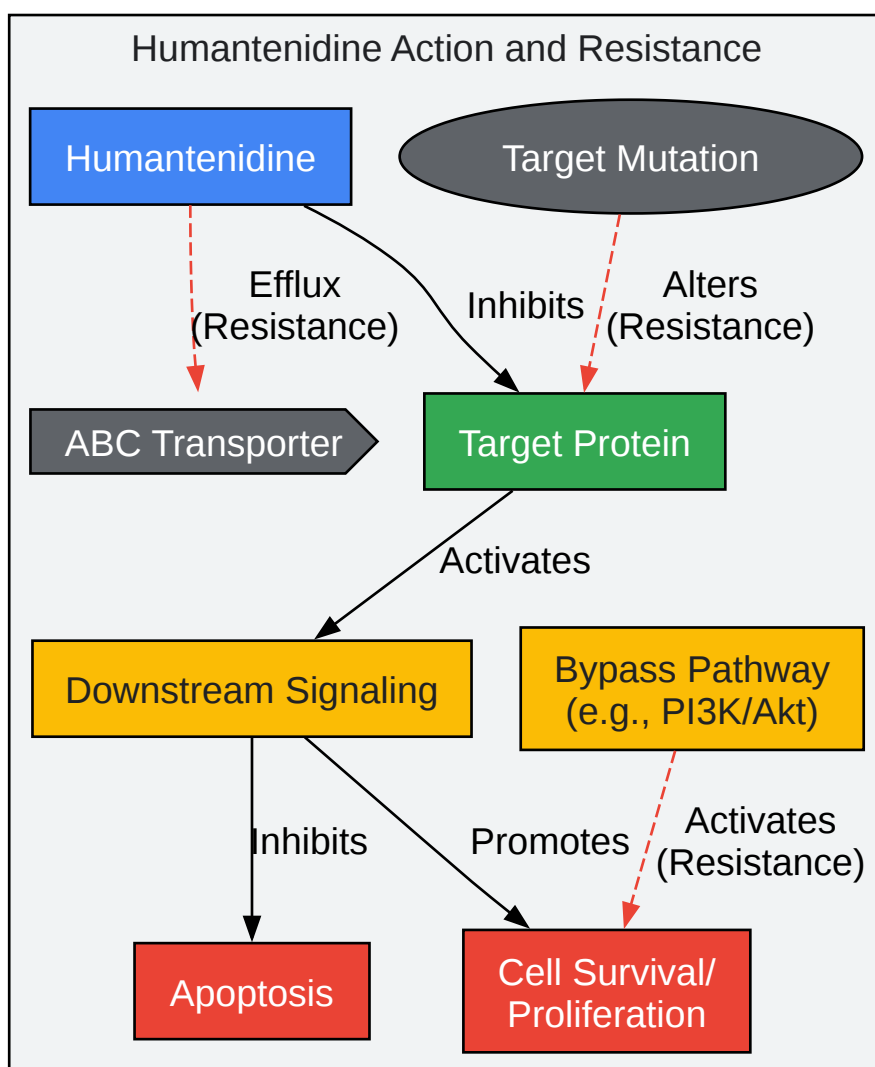 Humantenidine Action and Resistance
Humantenidine
Target Mutation
Efflux
(Resistance)
Inhibits
Alters
(Resistance)
ABC Transporter
Target Protein
Activates
Downstream Signaling
Bypass Pathway
(e.g., PI3K/Akt)
Inhibits
Promotes
Activates
(Resistance)
Apoptosis
Cell Survival/
Proliferation